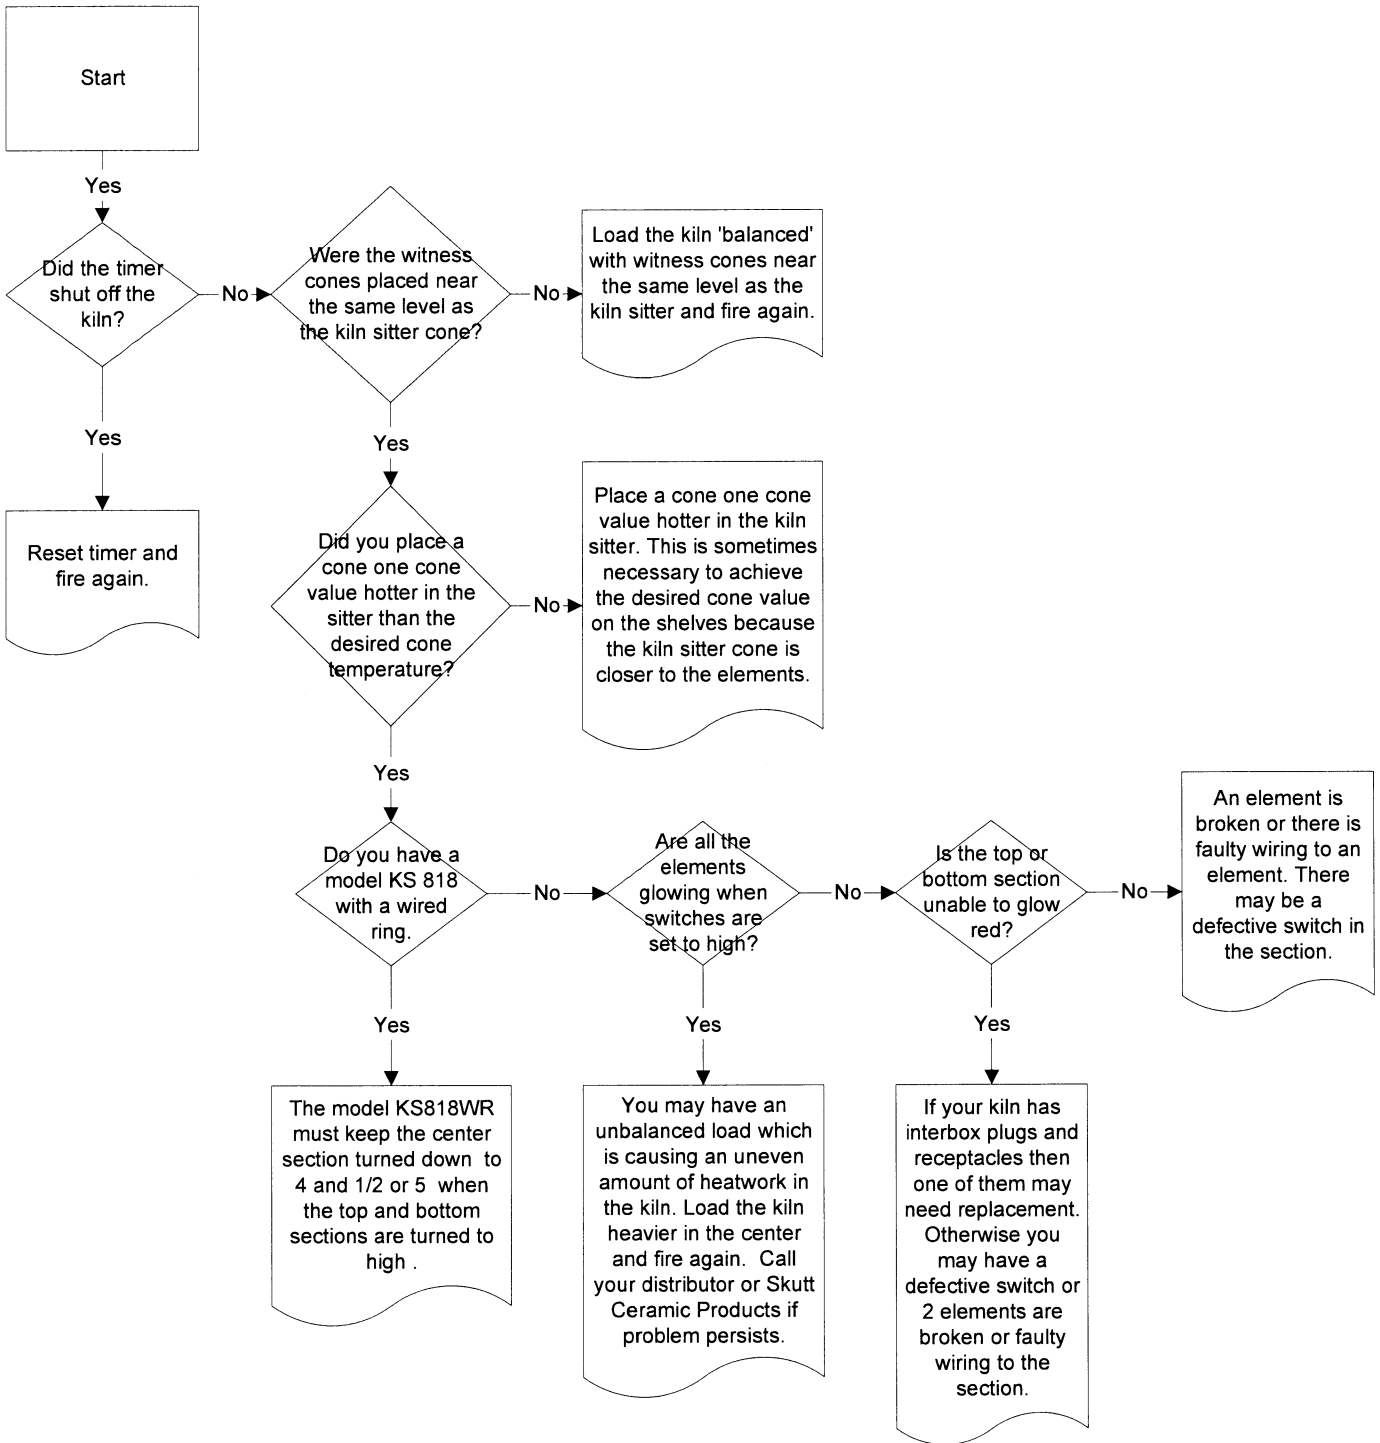 Start
Yes
Did the timer
shut off the
kiln?
No
Were the witness
cones placed near
the same level as
the kiln sitter cone?
No
Load the kiln 'balanced'
with witness cones near
the same level as the
kiln sitter and fire again.
Yes
Reset timer and
fire again.
Yes
Did you place a
cone one cone
value hotter in the
sitter than the
desired cone
temperature?
No
Place a cone one cone
value hotter in the kiln
sitter. This is sometimes
necessary to achieve
the desired cone value
on the shelves because
the kiln sitter cone is
closer to the elements.
Yes
Do you have a
model KS 818
with a wired
ring.
No
Are all the
elements
glowing when
switches are
set to high?
No
Is the top or
bottom section
unable to glow
red?
No
An element is
broken or there is
faulty wiring to an
element. There
may be a
defective switch in
the section.
Yes
The model KS818WR
must keep the center
section turned down to
4 and 1/2 or 5 when
the top and bottom
sections are turned to
high .
Yes
You may have an
unbalanced load which
is causing an uneven
amount of heatwork in
the kiln. Load the kiln
heavier in the center
and fire again. Call
your distributor or Skutt
Ceramic Products if
problem persists.
Yes
If your kiln has
interbox plugs and
receptacles then
one of them may
need replacement.
Otherwise you
may have a
defective switch or
2 elements are
broken or faulty
wiring to the
section.